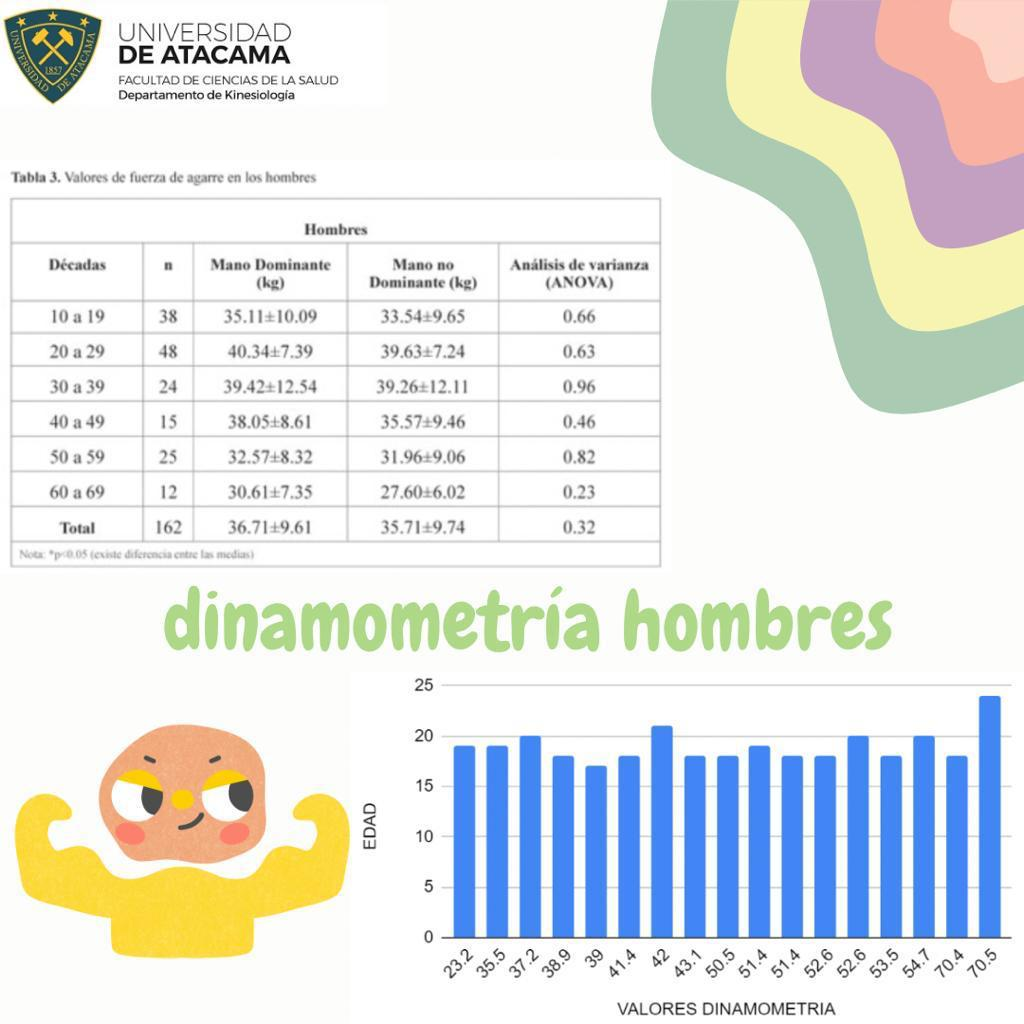 UNIVERSIDAD
DE ATACAMA
FACULTAD DE CIENCIAS DE LA SALUD
Departamento de Kinesiología
UNIVERSIDAD DE ATACAMA
1857
Tabla 3. Valores de fuerza de agarre en los hombres
Hombres
Décadas n Mano Dominante (kg) Mano no Dominante (kg) Análisis de varianza (ANOVA)
10 a 19 38 35.11±10.09 33.54±9.65 0.66
20 a 29 48 40.34±7.39 39.63±7.24 0.63
30 a 39 24 39.42±12.54 39.26±12.11 0.96
40 a 49 15 38.05±8.61 35.57±9.46 0.46
50 a 59 25 32.57±8.32 31.96±9.06 0.82
60 a 69 12 30.61±7.35 27.60±6.02 0.23
Total 162 36.71±9.61 35.71±9.74 0.32
Nota: *p<0.05 (existe diferencia entre las medias)
dinamometría hombres
25
20
15
10
5
0
EDAD
23.2 35.5 37.2 38.9 39 41.4 42 43.1 50.5 51.4 51.4 52.6 52.6 53.5 54.7 70.4 70.5
VALORES DINAMOMETRIA